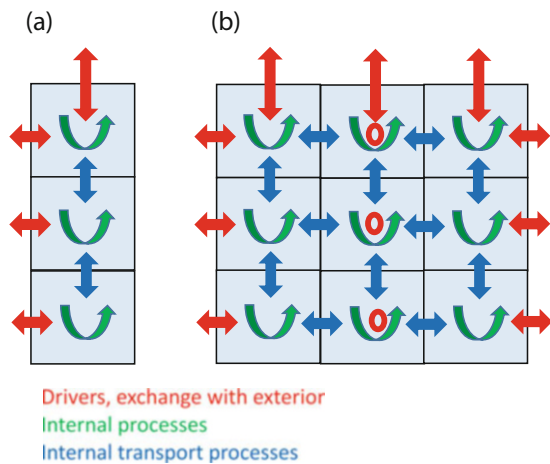 (a)
(b)
Drivers, exchange with exterior
Internal processes
Internal transport processes